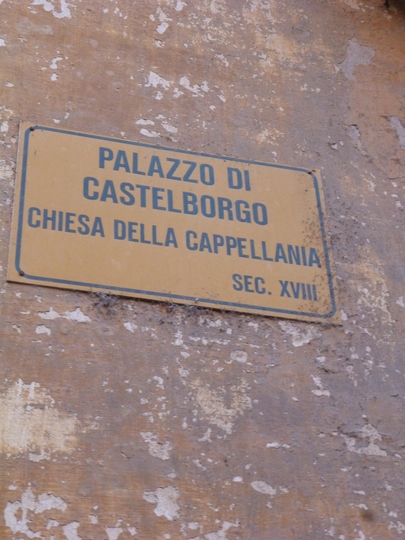 PALAZZO DI
CASTELBORGO
CHIESA DELLA CAPPELLANIA
SEC. XVIII